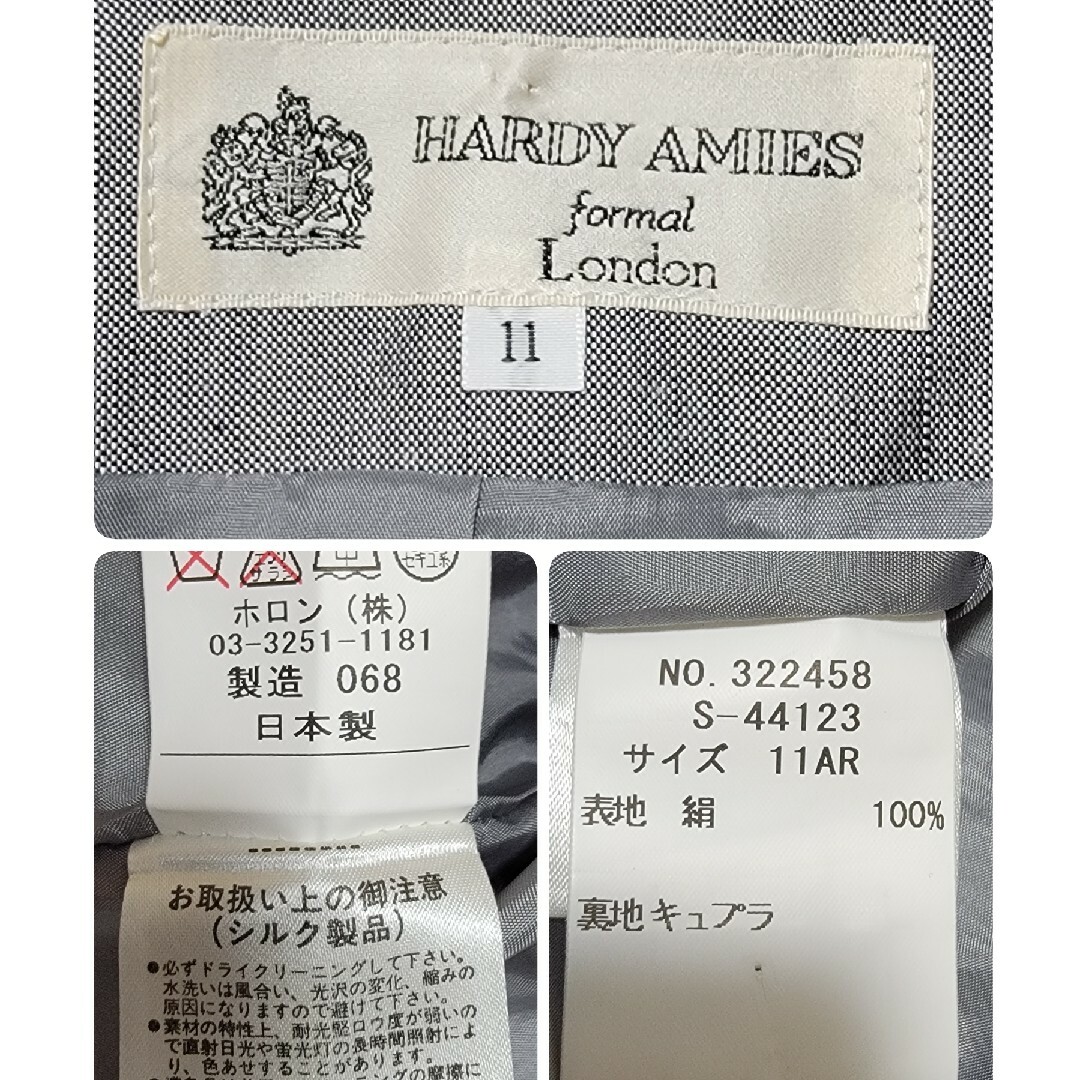 HARDY AMIES
formal
London
11
セキユ系
ホロン (株)
03-3251-1181
製造 068
日本製
お取扱い上の御注意
(シルク製品)
●必ずドライクリーニングして下さい。
水洗いは風合い、光沢の変化、縮みの
原因になりますので避けて下さい。
●素材の特性上、耐光堅ロウ度が弱いの
で直射日光や蛍光灯の長時間照射によ
り、色あせすることがあります。
NO. 322458
S-44123
サイズ 11AR
表地 絹 100%
裏地キュプラ